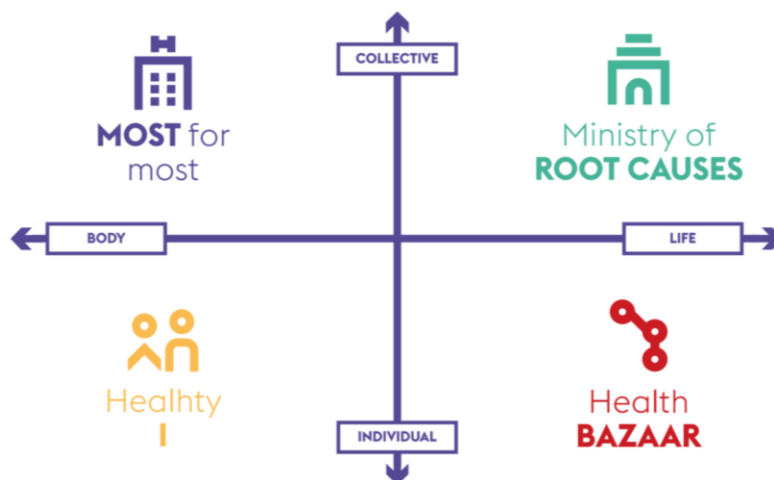 COLLECTIVE
MOST for
most
Ministry of
ROOT CAUSES
BODY
LIFE
Healhty
I
Health
BAZAAR
INDIVIDUAL